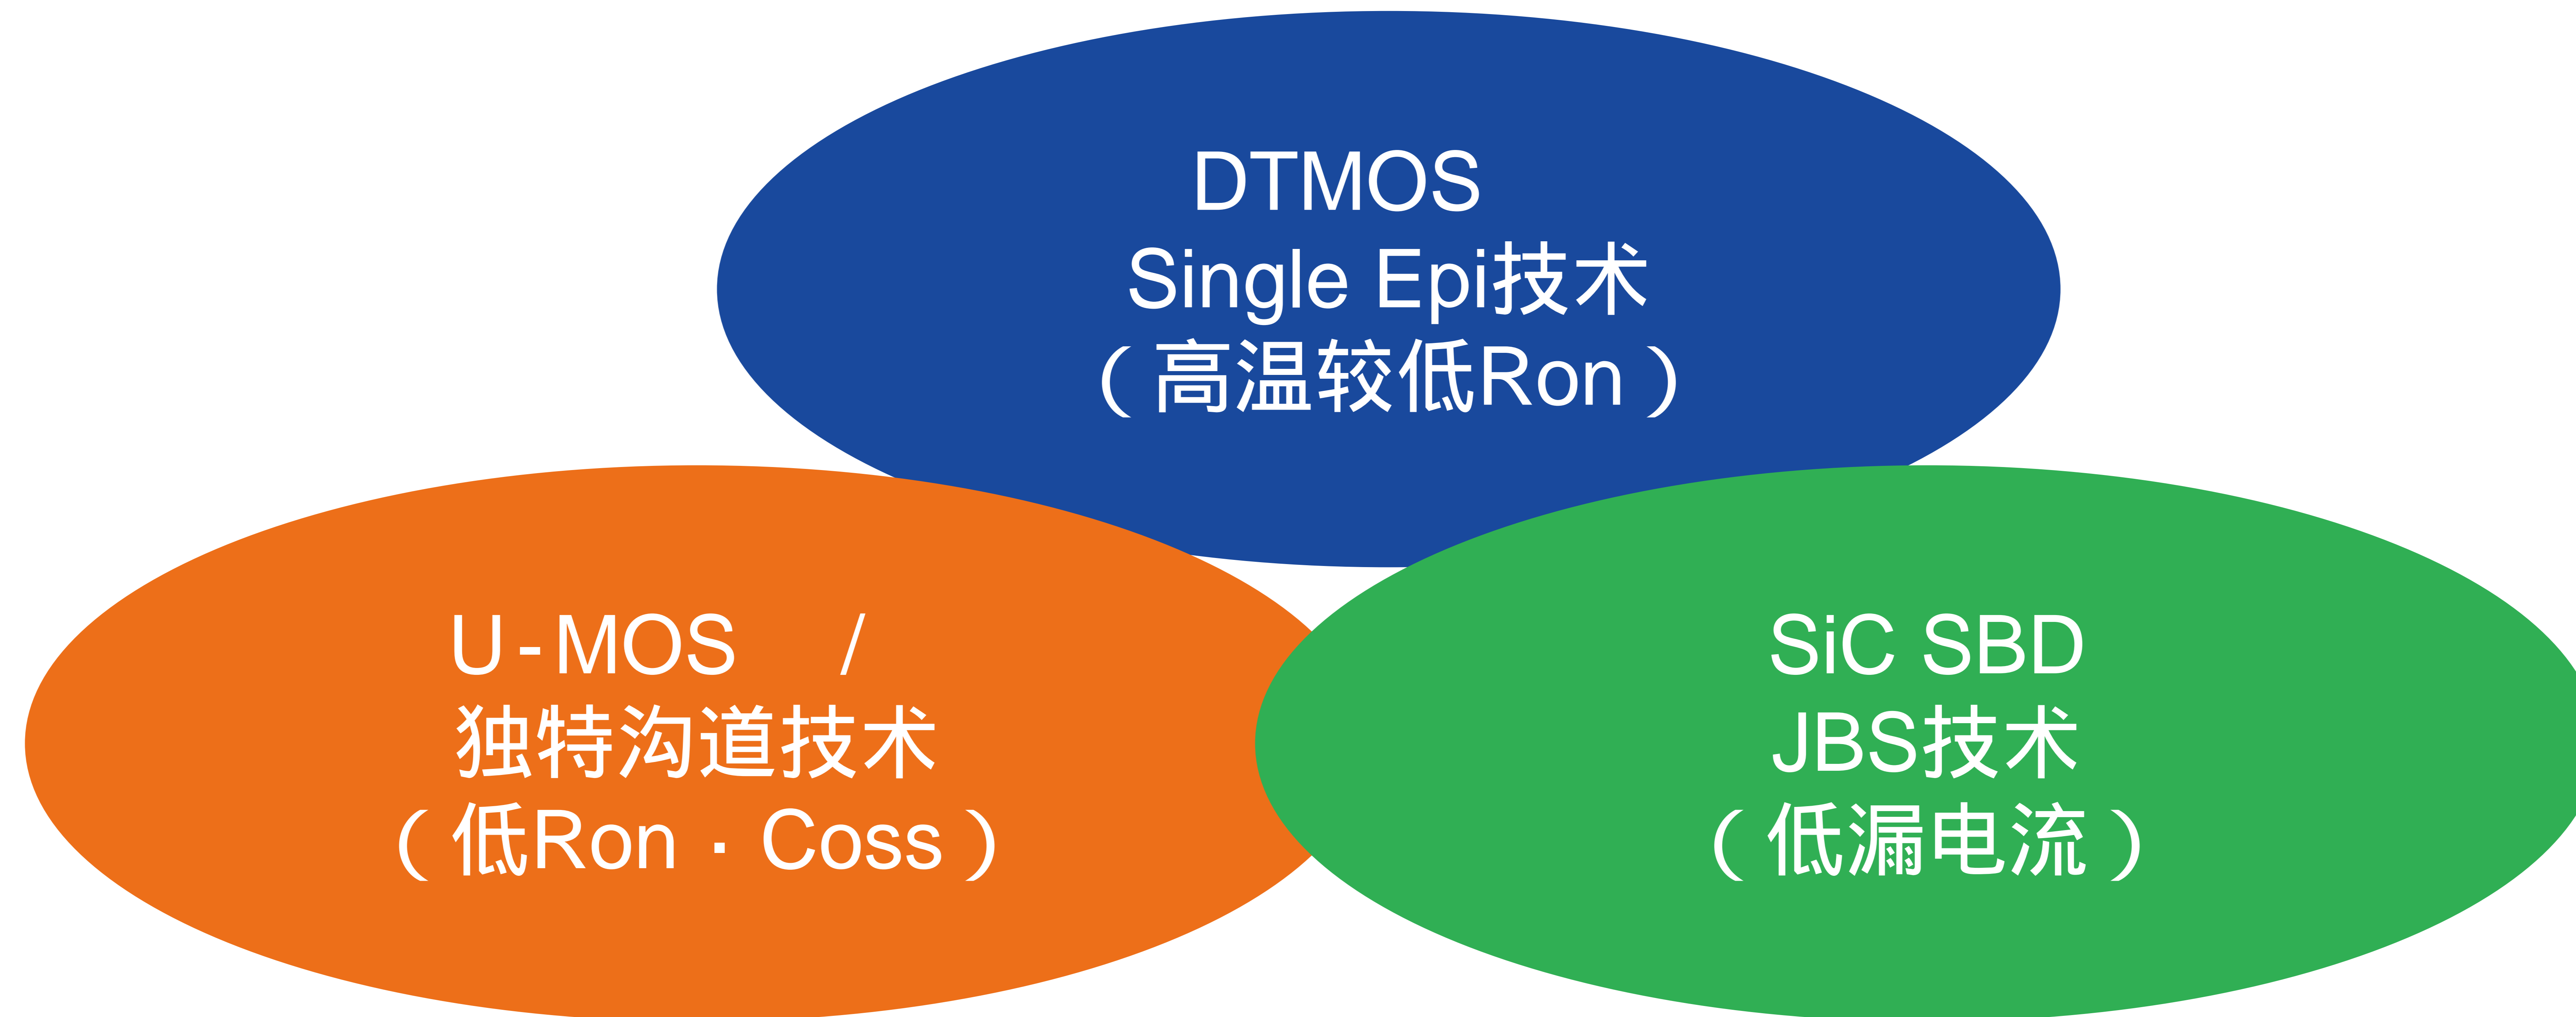 DTMOS
Single Epi技术
（高温较低Ron）
U-MOS /
独特沟道技术
（低Ron・Coss）
SiC SBD
JBS技术
（低漏电流）